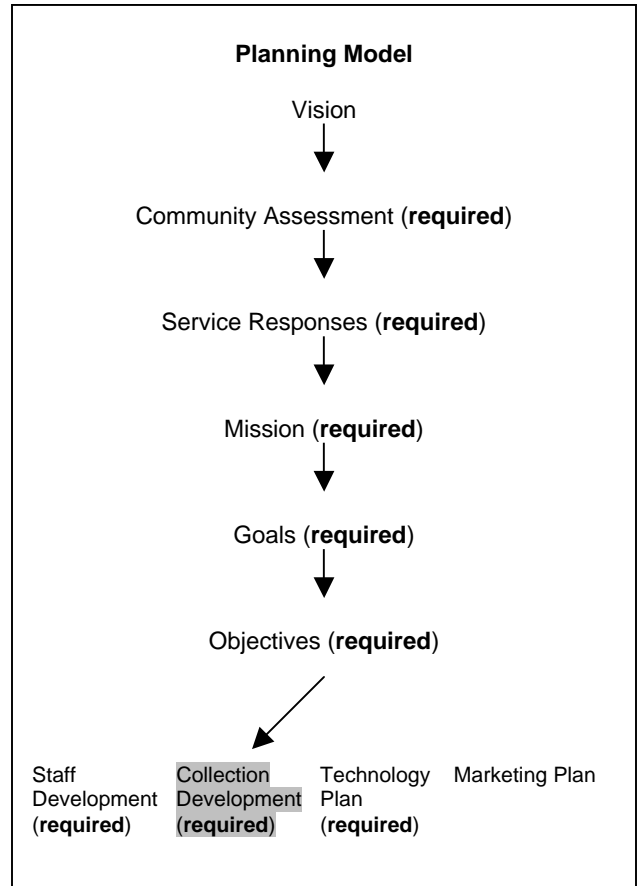 Planning Model
Vision
Community Assessment (required)
Service Responses (required)
Mission (required)
Goals (required)
Objectives (required)
Staff
Development
(required)
Collection
Development
(required)
Technology
Plan
(required)
Marketing Plan